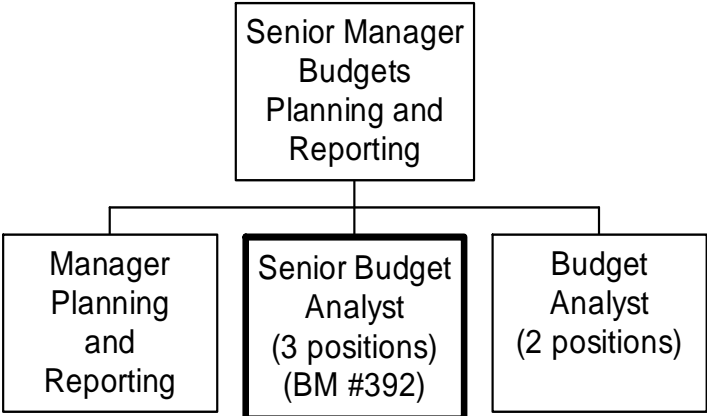 Senior Manager
Budgets
Planning and
Reporting
Manager
Planning
and
Reporting
Senior Budget
Analyst
(3 positions)
(BM #392)
Budget
Analyst
(2 positions)